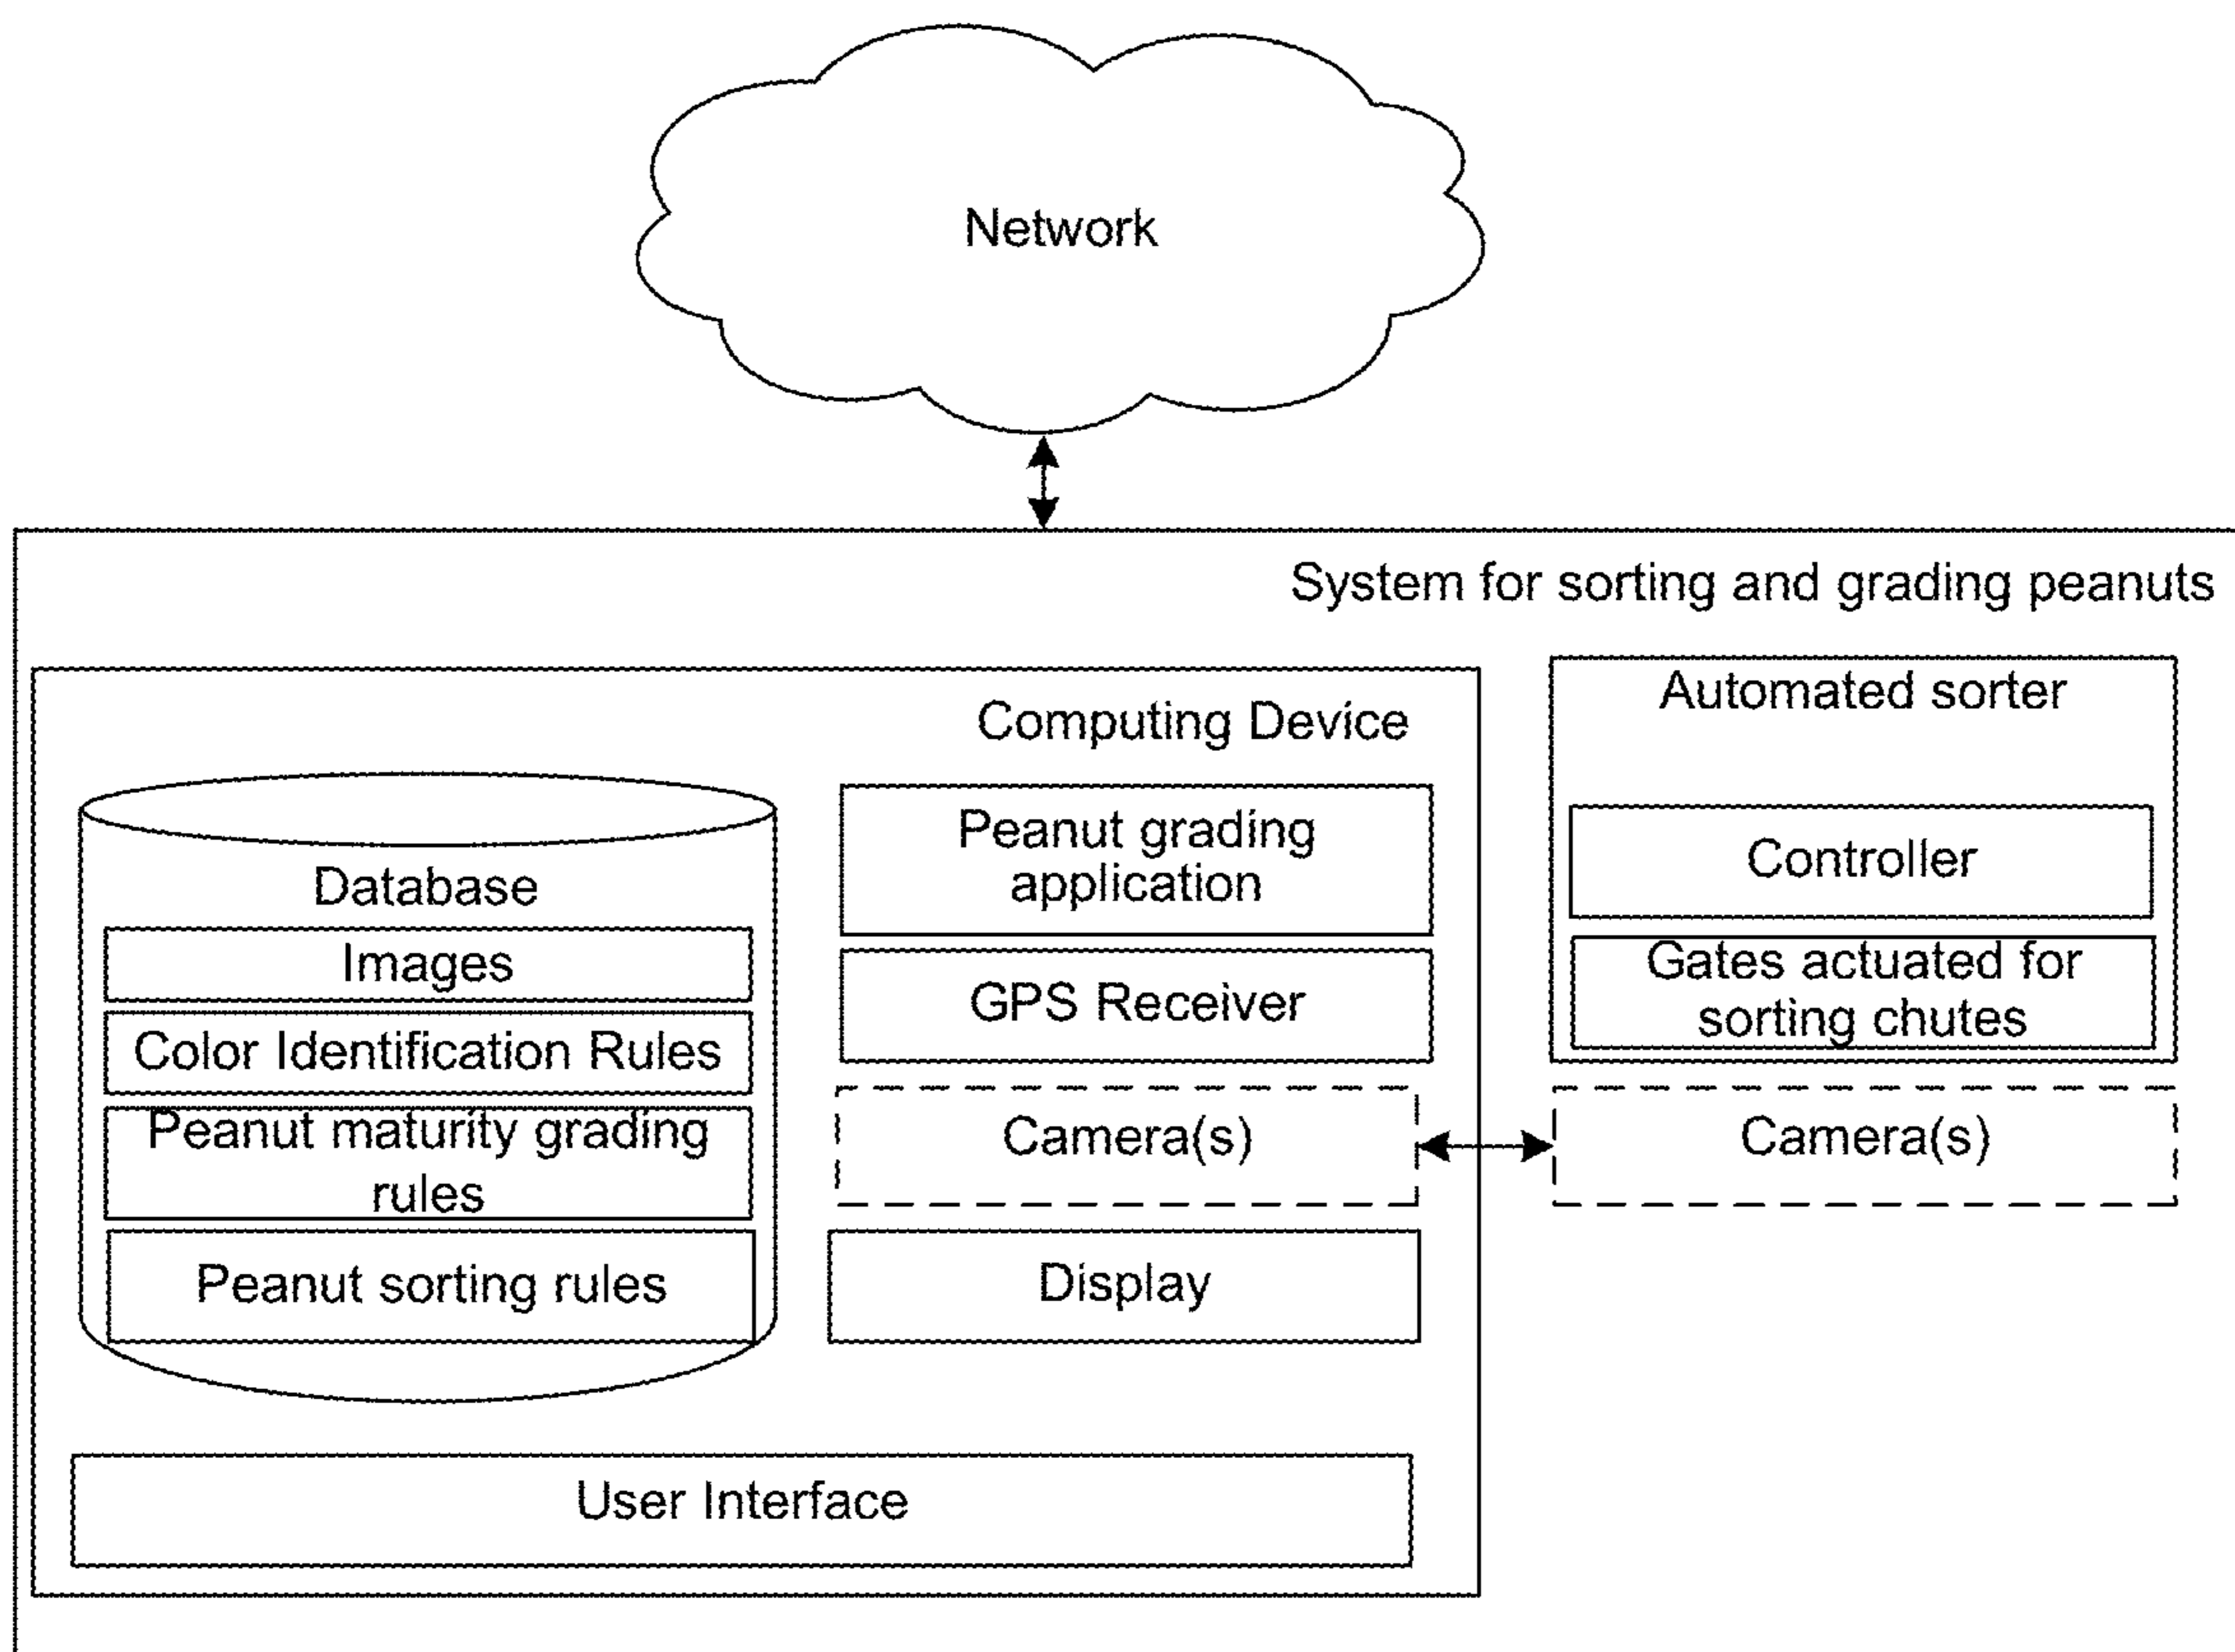 Network
System for sorting and grading peanuts
Computing Device
Database
Images
Color Identification Rules
Peanut maturity grading
rules
Peanut sorting rules
Peanut grading
application
GPS Receiver
Camera(s)
Display
User Interface
Automated sorter
Controller
Gates actuated for
sorting chutes
Camera(s)